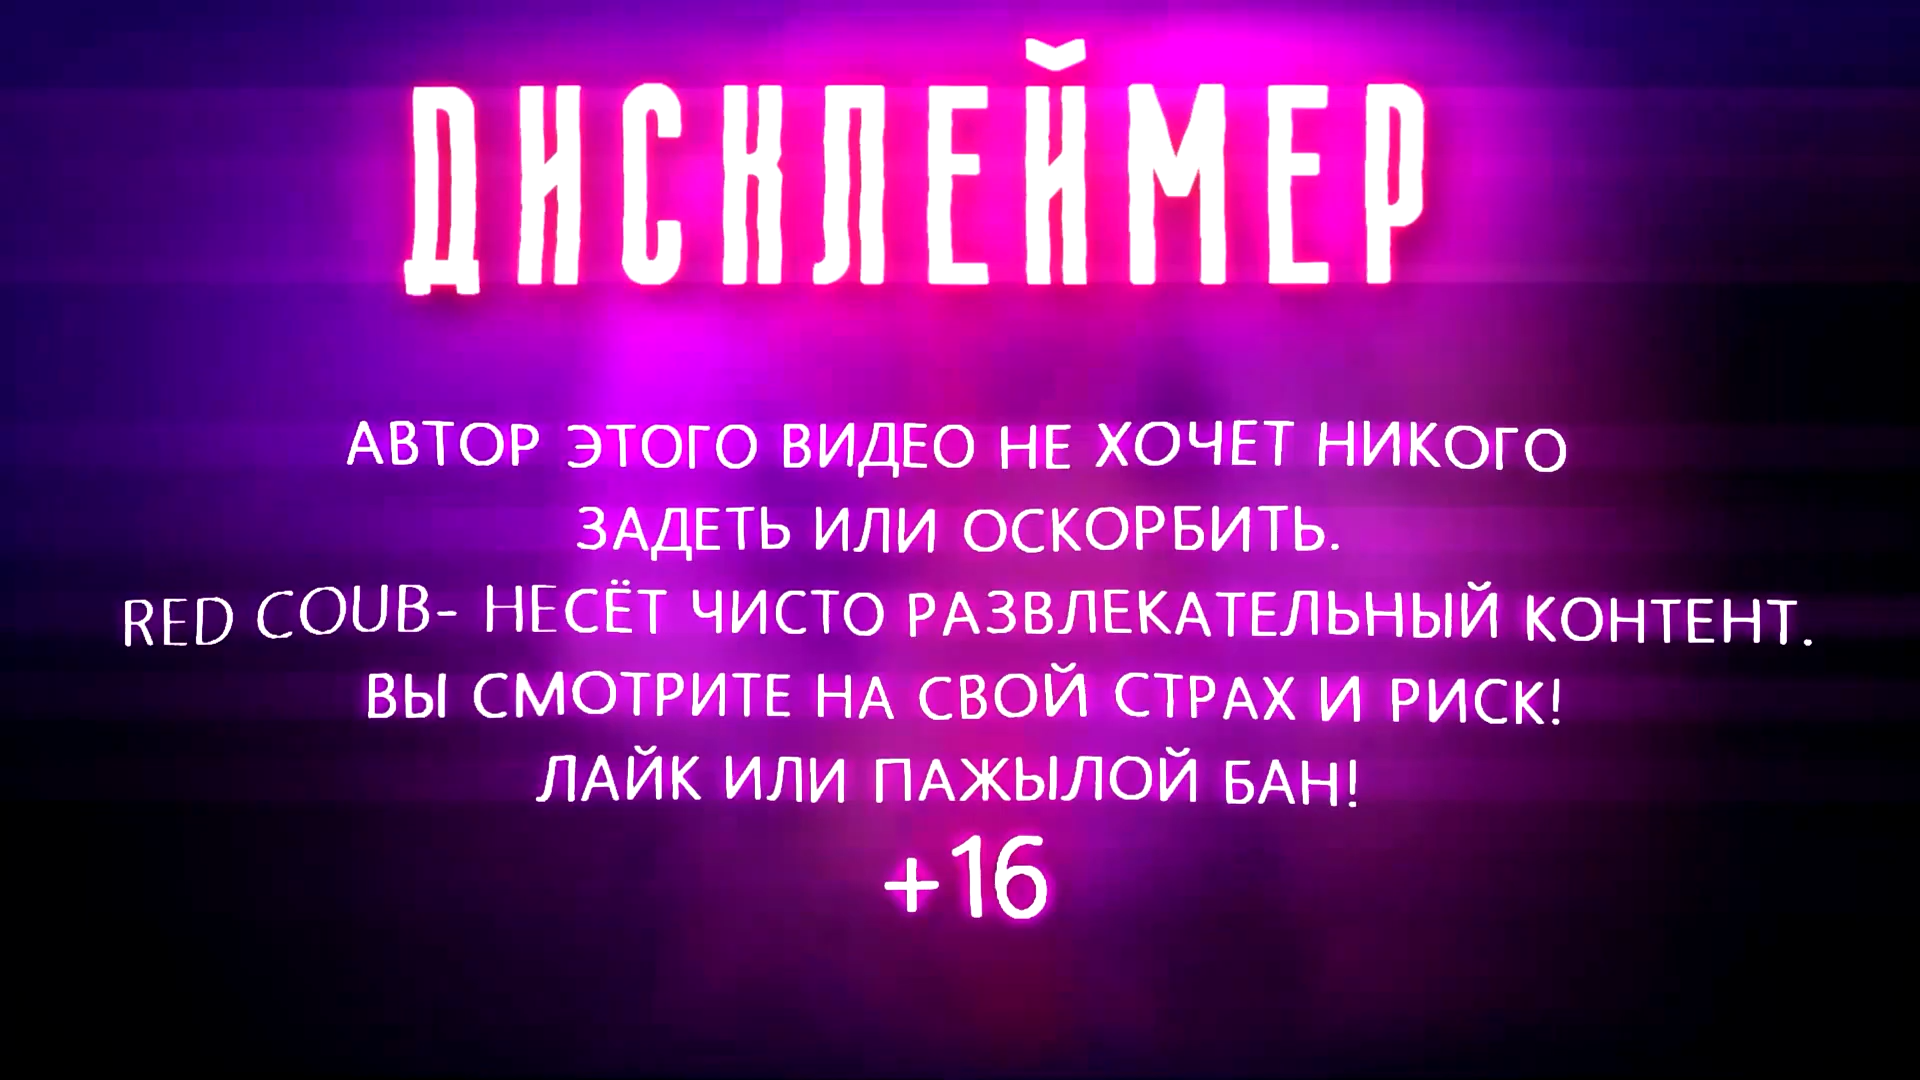 ДИСКЛЕЙМЕР
АВТОР ЭТОГО ВИДЕО НЕ ХОЧЕТ НИКОГО
ЗАДЕТЬ ИЛИ ОСКОРБИТЬ.
RED COUB- НЕСЁТ ЧИСТО РАЗВЛЕКАТЕЛЬНЫЙ КОНТЕНТ.
ВЫ СМОТРИТЕ НА СВОЙ СТРАХ И РИСК!
ЛАЙК ИЛИ ПАЖЫЛОЙ БАН!
+16